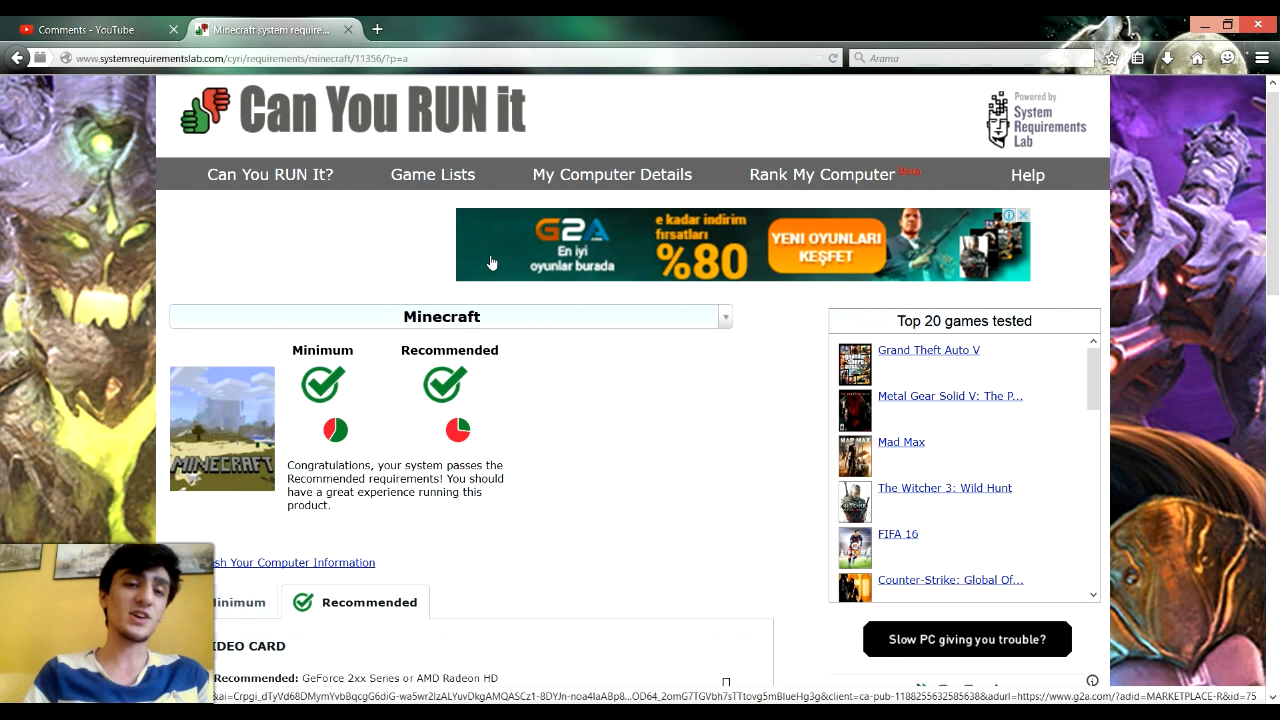 Comments - YouTube
Minecraft system require...
www.systemrequirementslab.com/cyri/requirements/minecraft/11356/?p=a
Arama
Can You RUN it
Powered by
System
Requirements
Lab
Can You RUN It?
Game Lists
My Computer Details
Rank My Computer Beta
Help
G2A.COM
En iyi
oyunlar burada
e kadar indirim
fırsatları
%80
YENİ OYUNLARI
KEŞFET
Minecraft
Minimum
Recommended
MINECRAFT
Congratulations, your system passes the
Recommended requirements! You should
have a great experience running this
product.
sh Your Computer Information
inimum
Recommended
IDEO CARD
Recommended: GeForce 2xx Series or AMD Radeon HD
Top 20 games tested
Grand Theft Auto V
Metal Gear Solid V: The P...
Mad Max
The Witcher 3: Wild Hunt
FIFA 16
Counter-Strike: Global Of...
Slow PC giving you trouble?